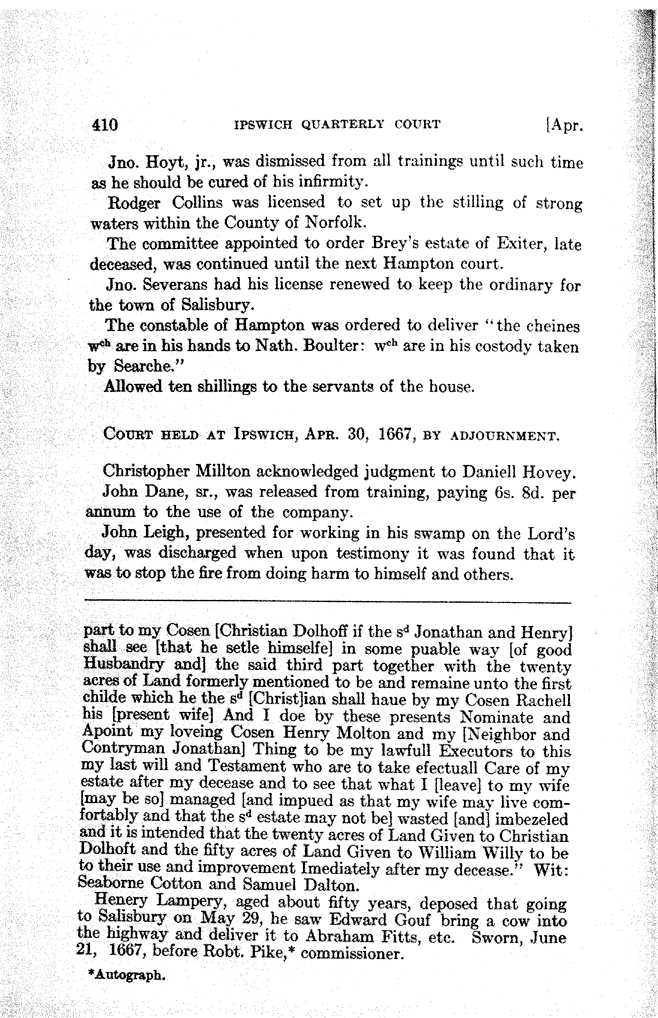 410 IPSWICH QUARTERLY COURT [Apr.
Jno. Hoyt, jr., was dismissed from all trainings until such time
as he should be cured of his infirmity.
Rodger Collins was licensed to set up the stilling of strong
waters within the County of Norfolk.
The committee appointed to order Brey's estate of Exiter, late
deceased, was continued until the next Hampton court.
Jno. Severans had his license renewed to keep the ordinary for
the town of Salisbury.
The constable of Hampton was ordered to deliver "the cheines
wch are in his hands to Nath. Boulter: wch are in his costody taken
by Searche."
Allowed ten shillings to the servants of the house.
COURT HELD AT IPSWICH, APR. 30, 1667, BY ADJOURNMENT.
Christopher Millton acknowledged judgment to Daniell Hovey.
John Dane, sr., was released from training, paying 6s. 8d. per
annum to the use of the company.
John Leigh, presented for working in his swamp on the Lord's
day, was discharged when upon testimony it was found that it
was to stop the fire from doing harm to himself and others.
part to my Cosen [Christian Dolhoff if the sd Jonathan and Henry]
shall see [that he setle himselfe] in some puable way [of good
Husbandry and] the said third part together with the twenty
acres of Land formerly mentioned to be and remaine unto the first
childe which he the sd [Christ]ian shall haue by my Cosen Rachell
his [present wife] And I doe by these presents Nominate and
Apoint my loveing Cosen Henry Molton and my [Neighbor and
Contryman Jonathan] Thing to be my lawfull Executors to this
my last will and Testament who are to take efectuall Care of my
estate after my decease and to see that what I [leave] to my wife
[may be so] managed [and impued as that my wife may live com-
fortably and that the sd estate may not be] wasted [and] imbezeled
and it is intended that the twenty acres of Land Given to Christian
Dolhoft and the fifty acres of Land Given to William Willy to be
to their use and improvement Imediately after my decease." Wit:
Seaborne Cotton and Samuel Dalton.
Henery Lampery, aged about fifty years, deposed that going
to Salisbury on May 29, he saw Edward Gouf bring a cow into
the highway and deliver it to Abraham Fitts, etc. Sworn, June
21, 1667, before Robt. Pike,* commissioner.
*Autograph.